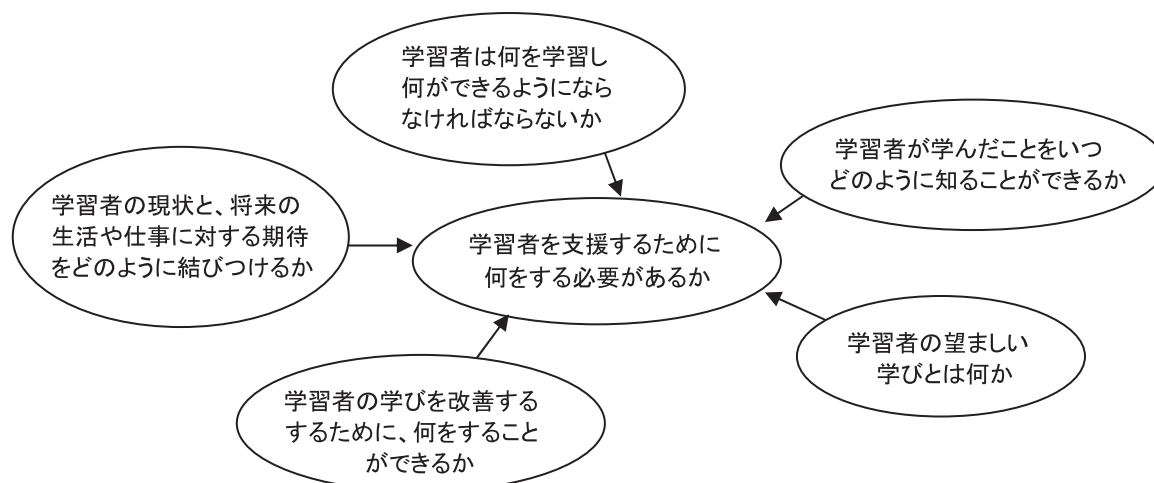 学習者は何を学習し
何ができるようになら
なければならないか
学習者が学んだことをいつ
どのように知ることができるか
学習者の現状と、将来の
生活や仕事に対する期待
をどのように結びつけるか
学習者を支援するために
何をする必要があるか
学習者の望ましい
学びとは何か
学習者の学びを改善する
するために、何をすること
ができるか